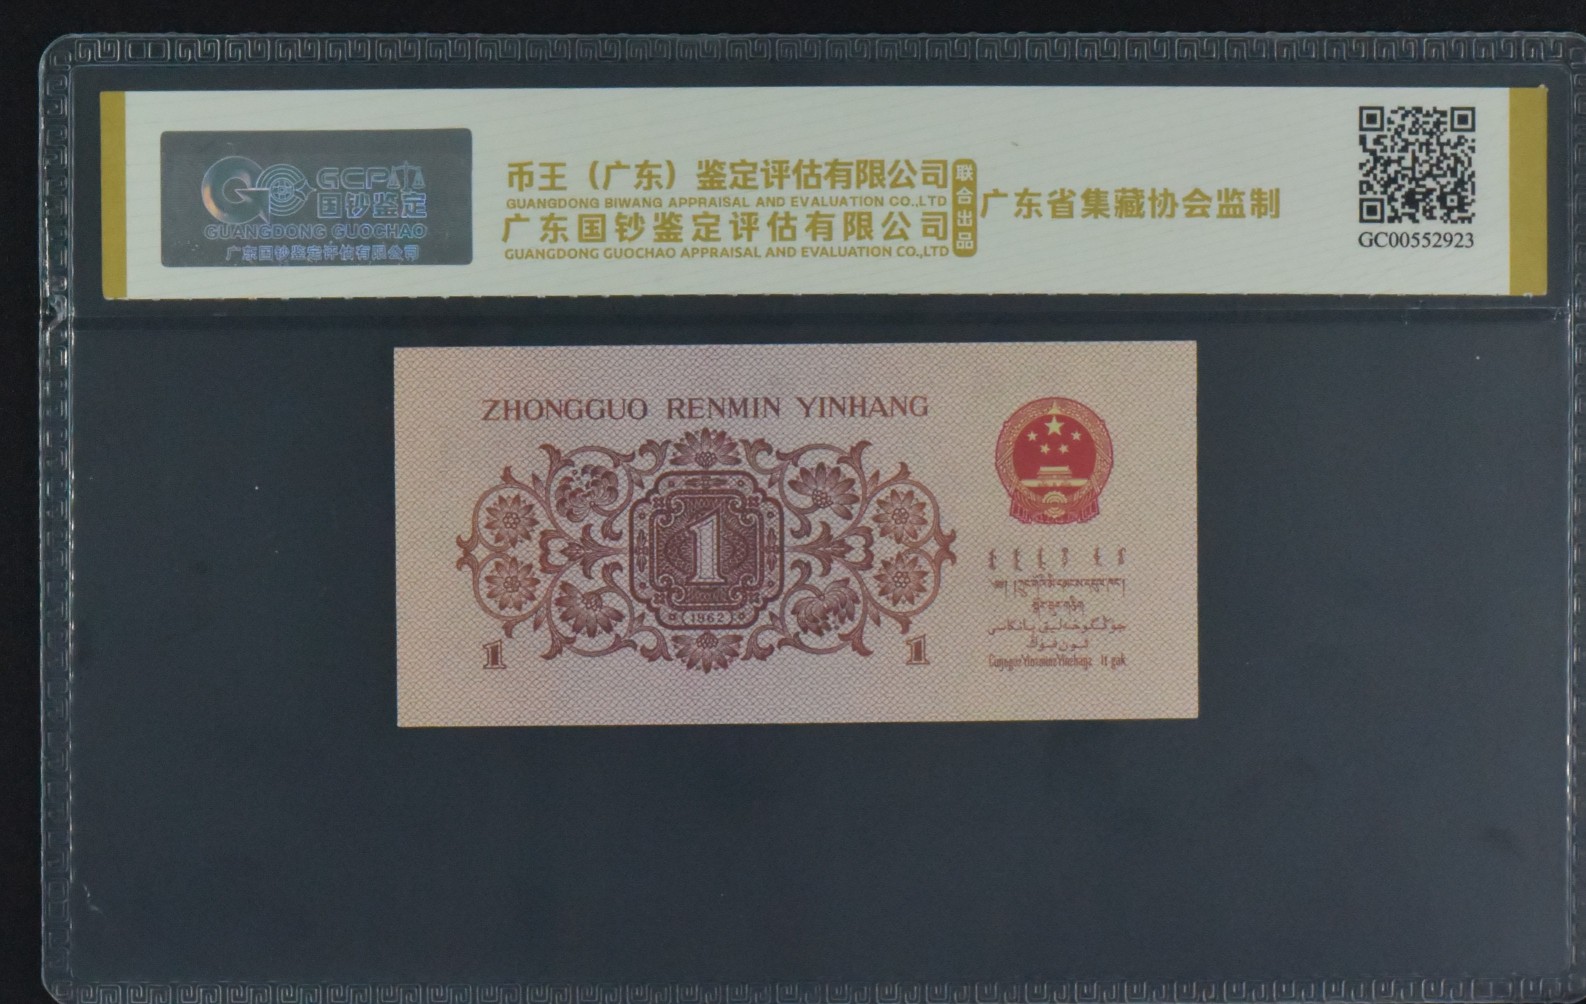 GCPA
国钞鉴定
GUANGDONG GUOCHAO
广东国钞鉴定评估有限公司
币王（广东）鉴定评估有限公司
GUANGDONG BIWANG APPRAISAL AND EVALUATION CO.,LTD
广东国钞鉴定评估有限公司
GUANGDONG GUOCHAO APPRAISAL AND EVALUATION CO.,LTD
联合出品
广东省集藏协会监制
GC00552923
ZHONGGUO RENMIN YINHANG
1
1962
1
1